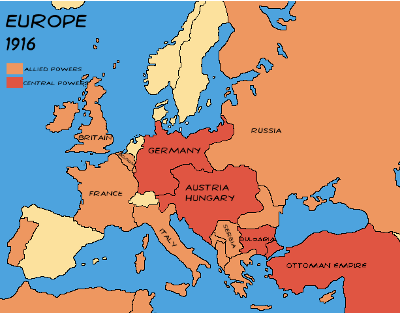 EUROPE
1916
ALLIED POWERS
CENTRAL POWERS
RUSSIA
BRITAIN
GERMANY
AUSTRIA
HUNGARY
FRANCE
ITALY
SERBIA
BULGARIA
OTTOMAN EMPIRE